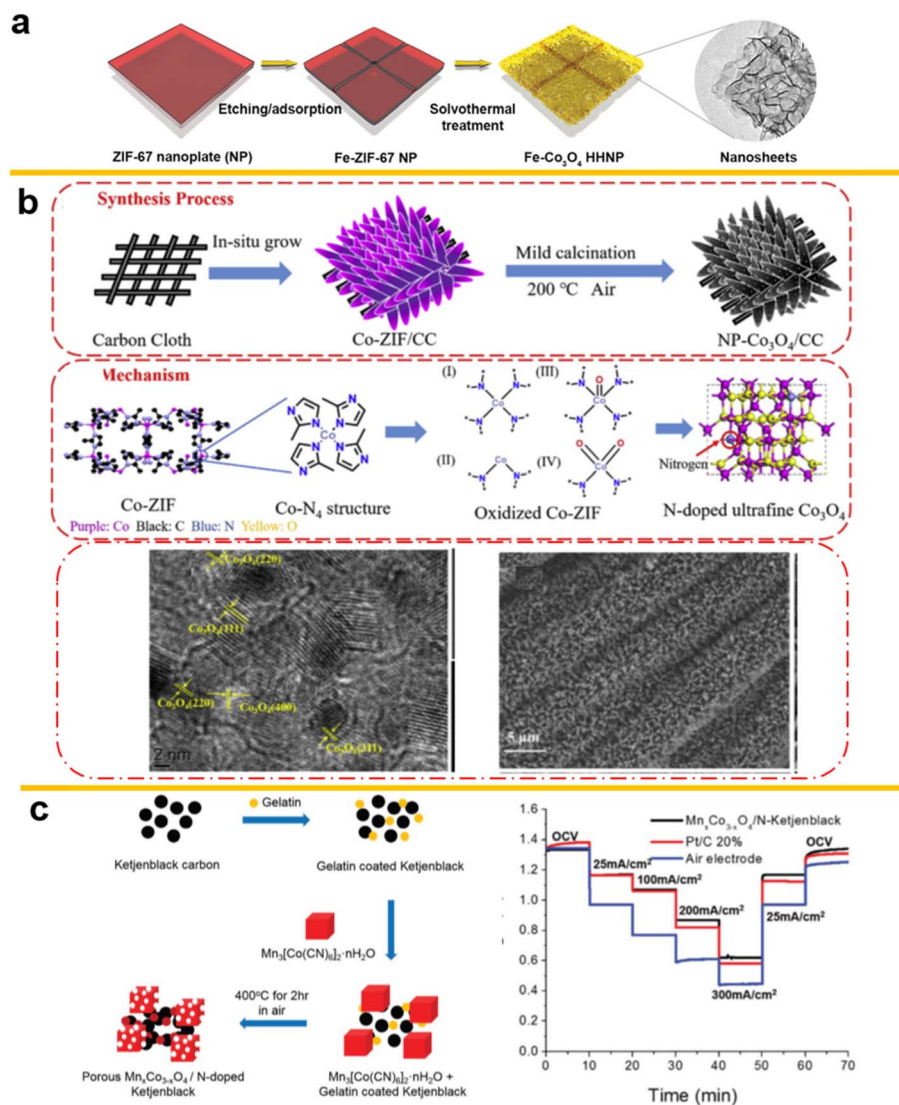 a
Etching/adsorption
Solvothermal
treatment
ZIF-67 nanoplate (NP)
Fe-ZIF-67 NP
Fe-Co₃O₄ HHNP
Nanosheets
b
Synthesis Process
In-situ grow
Mild calcination
200 °C Air
Carbon Cloth
Co-ZIF/CC
NP-Co₃O₄/CC
Mechanism
(I)
(III)
(II)
(IV)
Nitrogen
Co-ZIF
Co-N₄ structure
Oxidized Co-ZIF
N-doped ultrafine Co₃O₄
Purple: Co Black: C Blue: N Yellow: O
Co₃O₄(220)
Co₃O₄(111)
Co₃O₄(220)
Co₃O₄(400)
Co₃O₄(311)
2 nm
5 μm
c
Gelatin
Ketjenblack carbon
Gelatin coated Ketjenblack
Mn₃[Co(CN)₆]₂·nH₂O
400°C for 2hr
in air
Porous MnₓCo₃₋ₓO₄ / N-doped
Ketjenblack
Mn₃[Co(CN)₆]₂·nH₂O +
Gelatin coated Ketjenblack
MnₓCo₃₋ₓO₄/N-Ketjenblack
Pt/C 20%
Air electrode
OCV
25mA/cm²
100mA/cm²
200mA/cm²
300mA/cm²
25mA/cm²
OCV
1.6
1.4
1.2
1.0
0.8
0.6
0.4
0.2
0.0
0 10 20 30 40 50 60 70
Time (min)